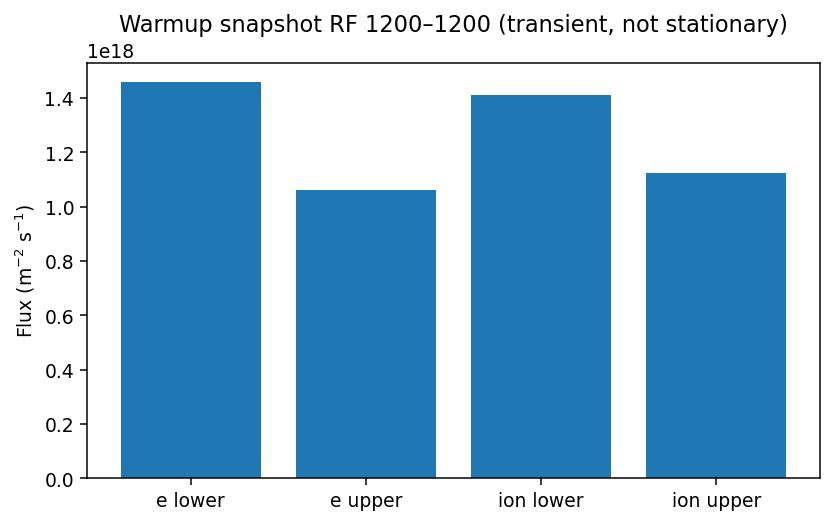 Warmup snapshot RF 1200–1200 (transient, not stationary)
1e18
Flux (m⁻² s⁻¹)
1.4
1.2
1.0
0.8
0.6
0.4
0.2
0.0
e lower
e upper
ion lower
ion upper